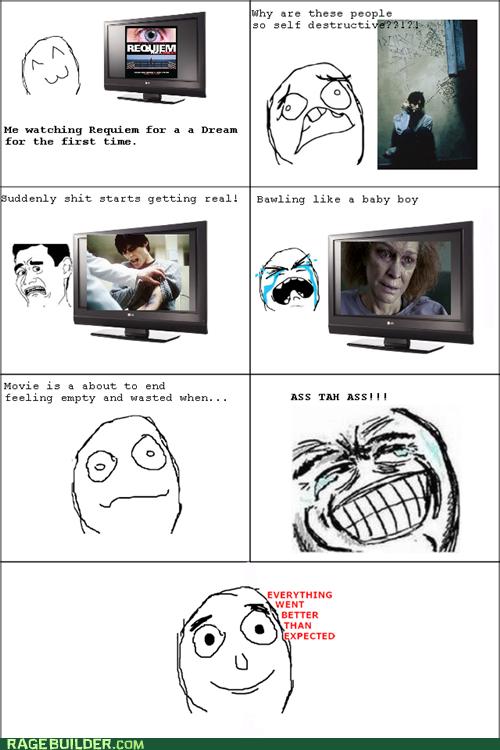 REQUIEM
Me watching Requiem for a a Dream
for the first time.
Why are these people
so self destructive??!?!
Suddenly shit starts getting real!
Bawling like a baby boy
Movie is a about to end
feeling empty and wasted when...
ASS TAH ASS!!!
EVERYTHING
WENT
BETTER
THAN
EXPECTED
RAGEBUILDER.COM